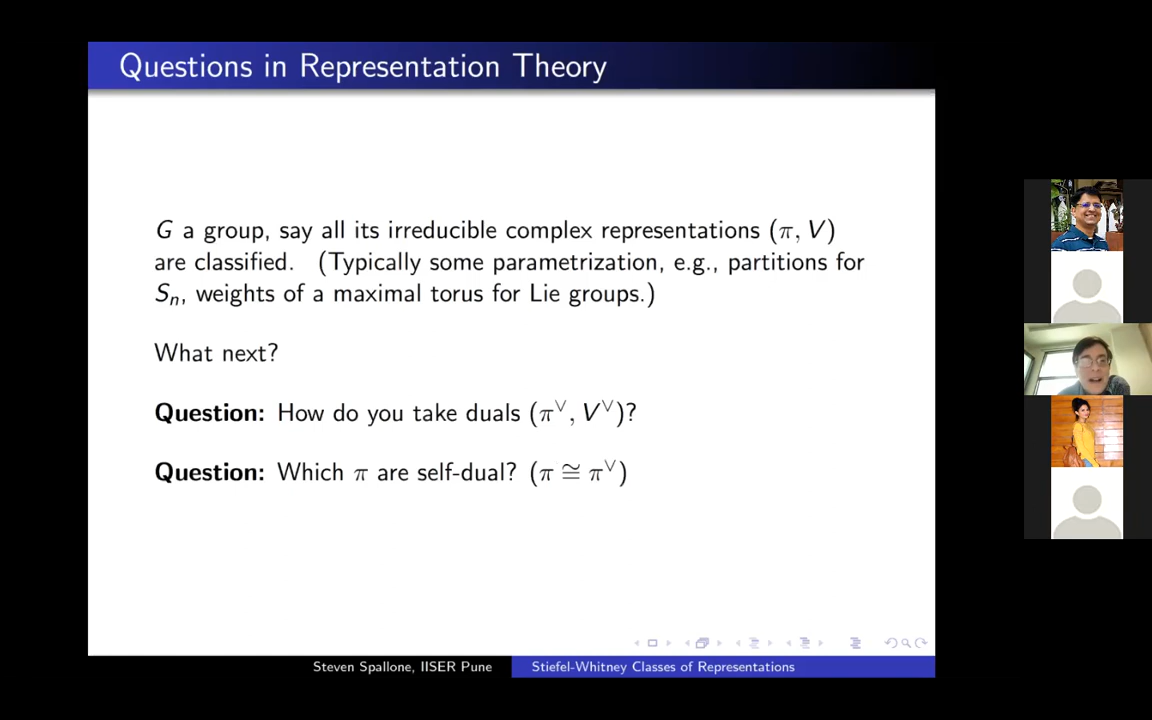 Questions in Representation Theory
G a group, say all its irreducible complex representations (π, V)
are classified. (Typically some parametrization, e.g., partitions for
Sₙ, weights of a maximal torus for Lie groups.)
What next?
Question: How do you take duals (π^∨, V^∨)?
Question: Which π are self-dual? (π ≅ π^∨)
Steven Spallone, IISER Pune Stiefel-Whitney Classes of Representations